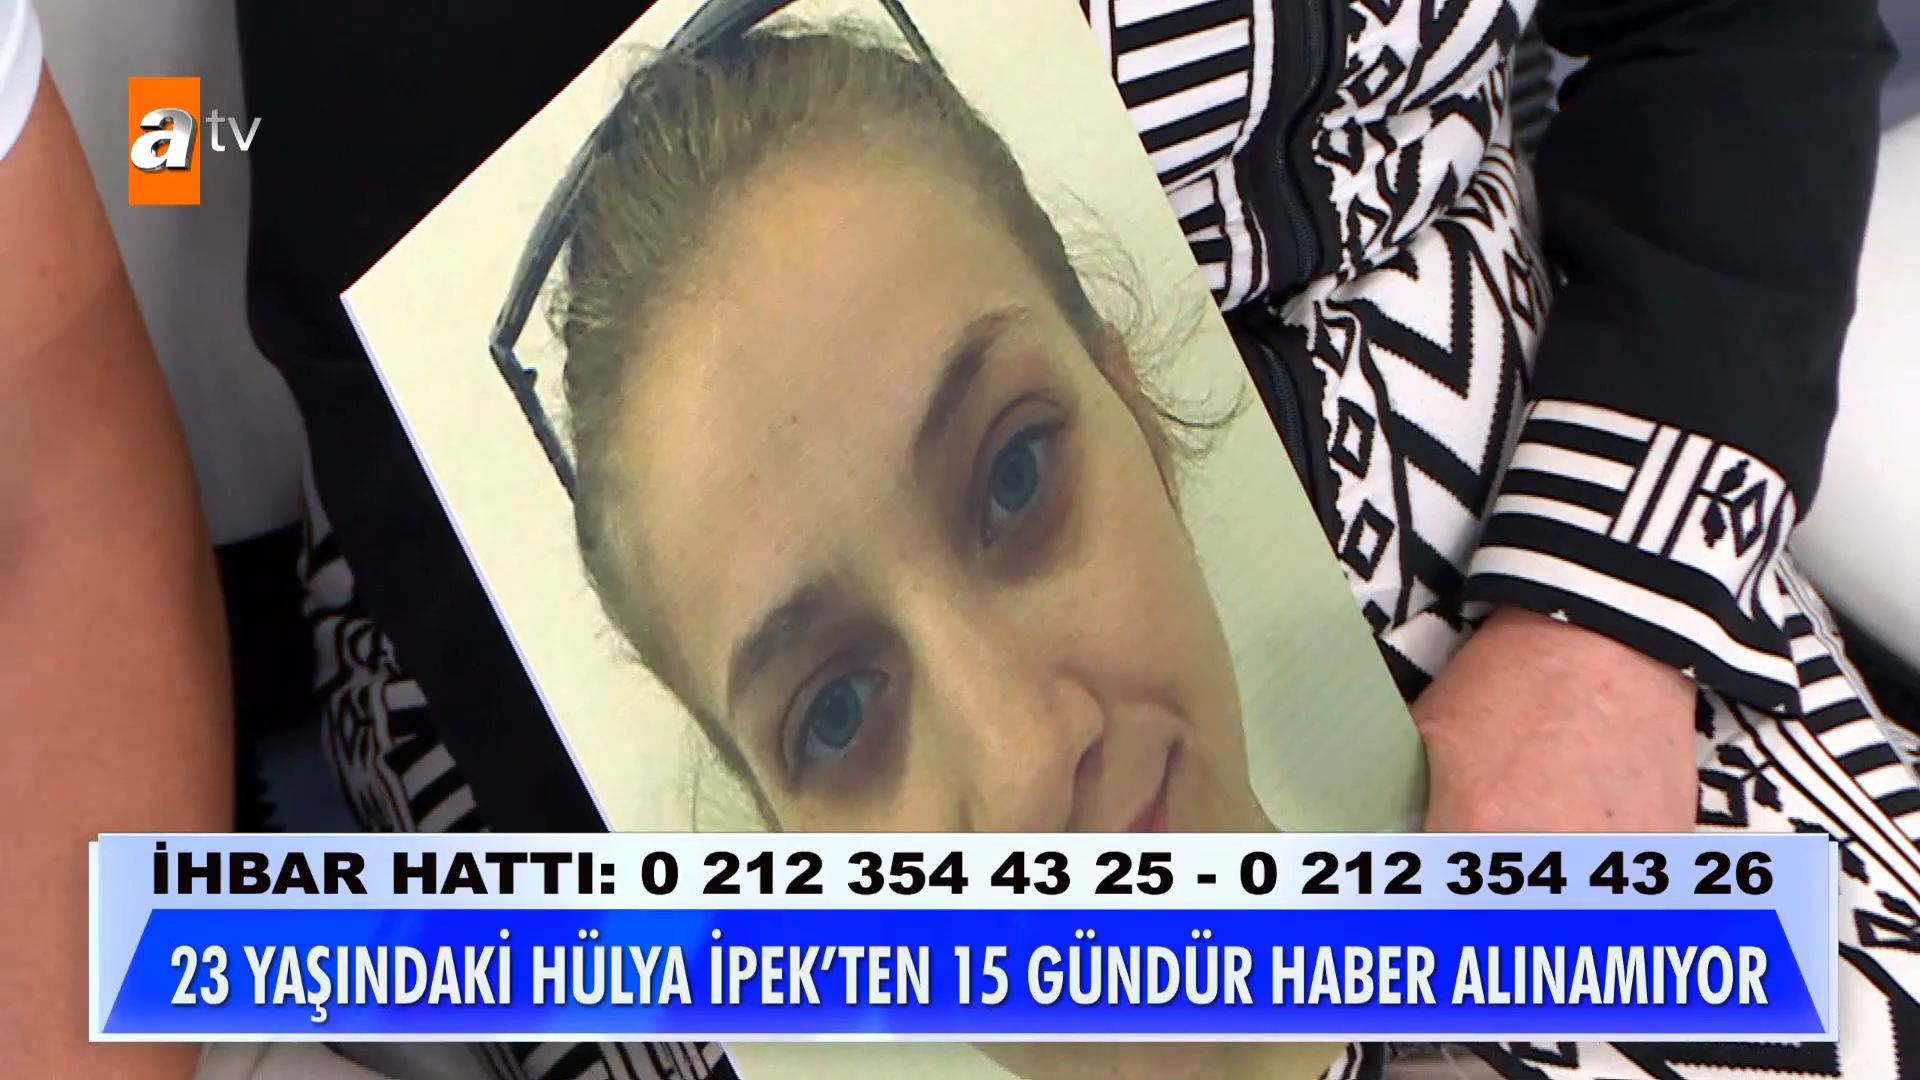 atv
İHBAR HATTI: 0 212 354 43 25 - 0 212 354 43 26
23 YAŞINDAKİ HÜLYA İPEK’TEN 15 GÜNDÜR HABER ALINAMIYOR